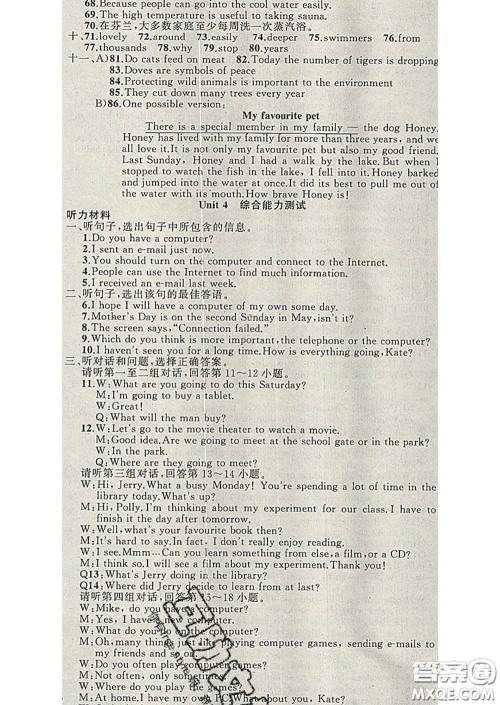 68.Because people can go into the cool water easily.
69.The high temperature is useful to taking sauna.
70.在芬兰,大多数家庭至少每周洗一次蒸汽浴。
十、71.lovely 72.around 73.easily 74.deeper 75.swimmers 76.from
77.thousands 78.why 79.stop 80.years
十一、A)81.Do cats feed on meat 82.Today the number of tigers is dropping
83.Doves are symbols of peace
84.Protecting wild animals is important to the environment
85.They cut down many trees every year
B)86.One possible version:
My favourite pet
There is a special member in my family — the dog Honey.
Honey has lived with my family for more than three years, and we
all love it. It is not only my favourite pet but also my good friend.
Last Sunday, Honey and I had a walk by the lake. But when I
stopped to watch the fish in the lake, I fell into it. Honey barked
and jumped into the water at once. It did its best to pull me out of
the water with its mouth. How brave Honey is!
Unit 4 综合能力测试
听力材料
一、听句子,选出句子中所包含的信息。
1.Do you have a computer?
2.I sent an e-mail just now.
3.You should turn on the computer and connect to the Internet.
4.People can use the Internet to find much information.
5.I received an e-mail last week.
二、听句子,选出该句的最佳答语。
6.I hope I will have a computer of my own some day.
7.Mother's Day is on the second Sunday in May, isn't it?
8.The screen says,"Connection failed."
9.Which do you think is more important, the telephone or the computer?
10.I haven't seen you for a long time. How is everything going, Kate?
三、听对话和问题,选择正确答案。
请听第一至二组对话,回答第11~12小题。
11.W:What are you going to do this Saturday?
M:I'm going to buy a tablet.
W:Great!
Q:What will the man buy?
12.W:Let's go to the movie theater to watch a movie.
M:Good idea. Are we going to meet at the school gate or in the park?
W:In the park.
Q:Where are they going to meet?
请听第三组对话,回答第13~14小题。
W:Hi, Jerry. What a busy Monday! You're spending a lot of time in the
library today. What's up?
M:Hi, Polly. I'm thinking about my experiment for our class. I have to
finish it the day after tomorrow.
W:Well, what's your favourite book then?
M:It's hard to say. In fact, I don't really enjoy reading.
W:I see. Mmm... Can you learn something from else, a film, or a CD?
M:I think so. I will see a film about my experiment. Thank you!
Q13:What's Jerry doing in the library?
Q14:Where did Jerry decide to learn from at last?
请听第四组对话,回答第15~18小题。
W:Mike, do you have a computer?
M:Yes, I have a new computer.
W:What do you do with the computer?
M:Oh, many things like playing computer games, sending e-mails to
my friends and so on.
W:Do you often play computer games?
M:Not often, only sometimes.
W:Where do you play the games?
M:At home. I have a PC. What about you, Kate?
答案圈
MXQE.COM